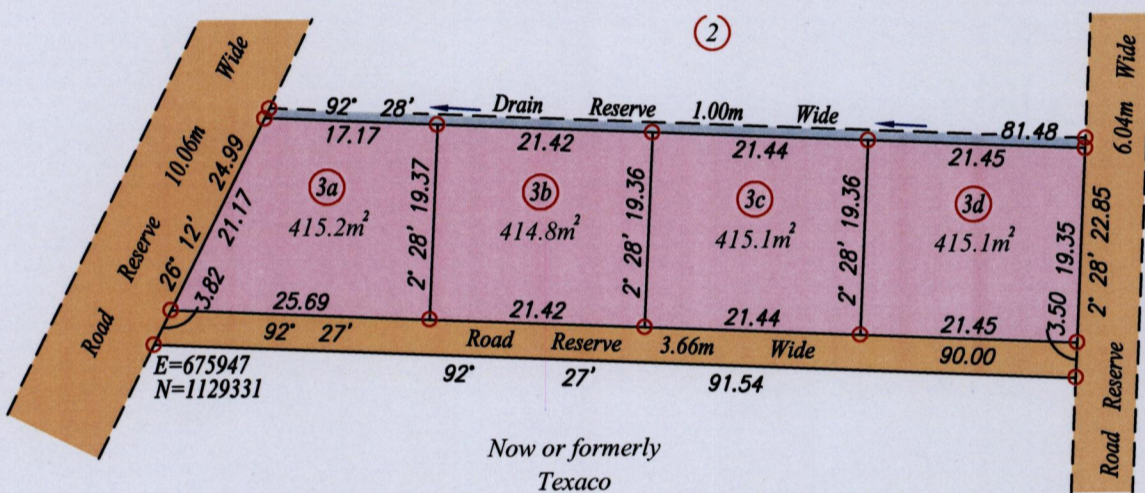 2
Road Reserve 10.06m Wide
26° 12' 24.99
21.17
3.82
92° 28' Drain Reserve 1.00m Wide 81.48
17.17 21.42 21.44 21.45
3a
415.2m²
2° 28' 19.37
3b
414.8m²
2° 28' 19.36
3c
415.1m²
2° 28' 19.36
3d
415.1m²
19.35
3.50
2° 28' 22.85
Road Reserve 6.04m Wide
25.69 21.42 21.44 21.45
92° 27' Road Reserve 3.66m Wide 90.00
E=675947
N=1129331
92° 27' 91.54
Now or formerly
Texaco